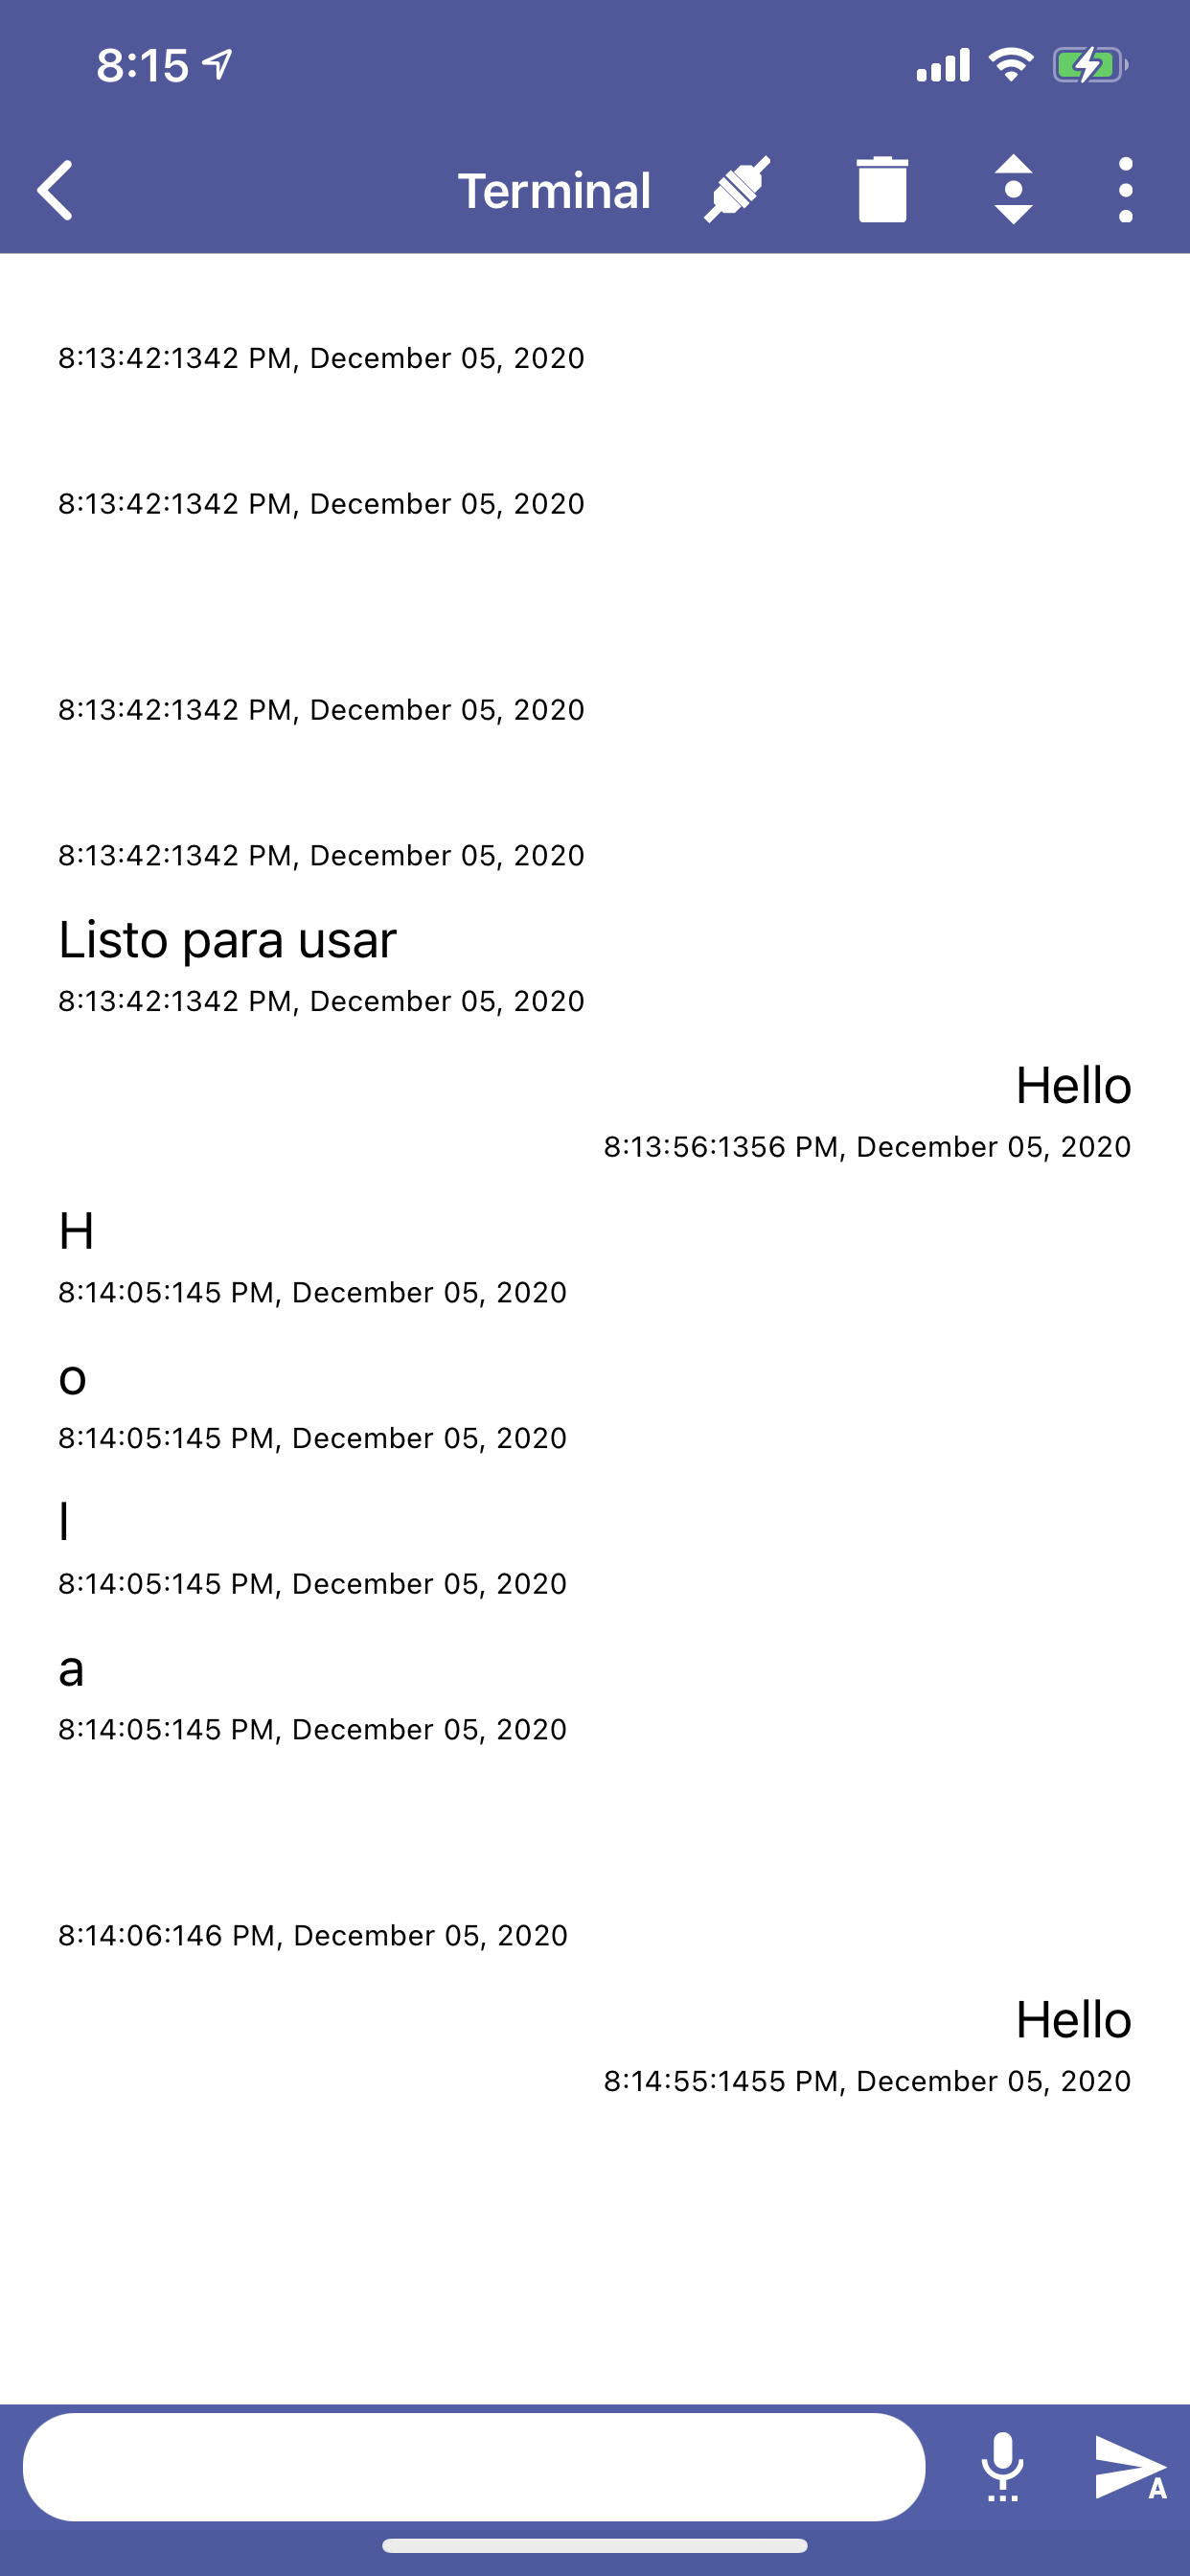 8:15
Terminal
8:13:42:1342 PM, December 05, 2020
8:13:42:1342 PM, December 05, 2020
8:13:42:1342 PM, December 05, 2020
8:13:42:1342 PM, December 05, 2020
Listo para usar
8:13:42:1342 PM, December 05, 2020
Hello
8:13:56:1356 PM, December 05, 2020
H
8:14:05:145 PM, December 05, 2020
o
8:14:05:145 PM, December 05, 2020
l
8:14:05:145 PM, December 05, 2020
a
8:14:05:145 PM, December 05, 2020
8:14:06:146 PM, December 05, 2020
Hello
8:14:55:1455 PM, December 05, 2020
A